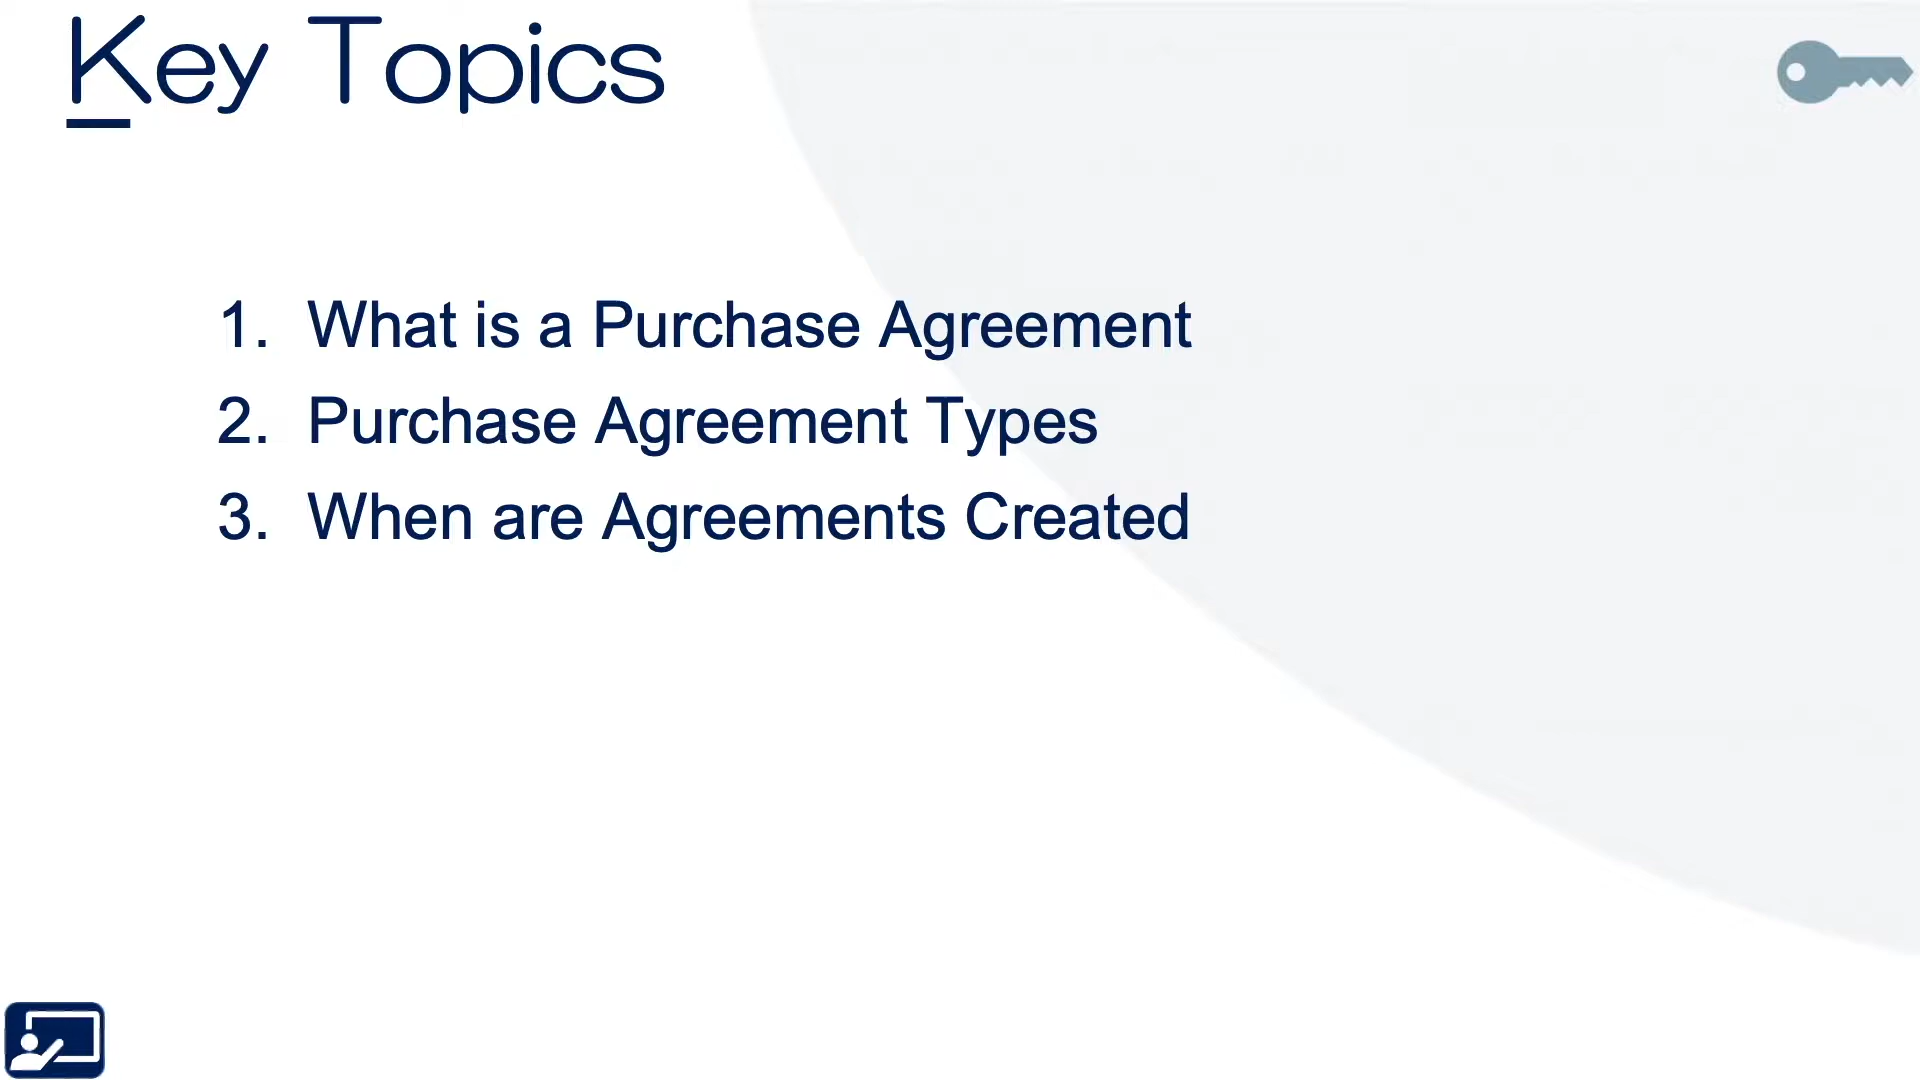 Key Topics
1. What is a Purchase Agreement
2. Purchase Agreement Types
3. When are Agreements Created